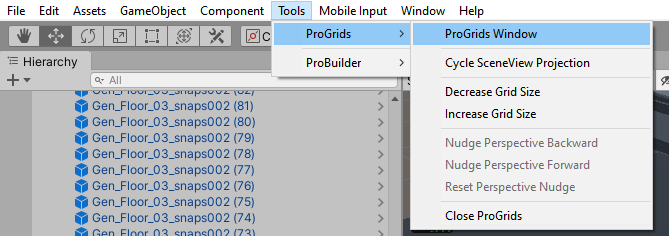 File Edit Assets GameObject Component Tools Mobile Input Window Help
ProGrids
ProBuilder
ProGrids Window
Cycle SceneView Projection
Decrease Grid Size
Increase Grid Size
Nudge Perspective Backward
Nudge Perspective Forward
Reset Perspective Nudge
Close ProGrids
Hierarchy
All
Gen_Floor_03_snaps002 (82)
Gen_Floor_03_snaps002 (81)
Gen_Floor_03_snaps002 (80)
Gen_Floor_03_snaps002 (79)
Gen_Floor_03_snaps002 (78)
Gen_Floor_03_snaps002 (77)
Gen_Floor_03_snaps002 (76)
Gen_Floor_03_snaps002 (75)
Gen_Floor_03_snaps002 (74)
Gen_Floor_03_snaps002 (73)